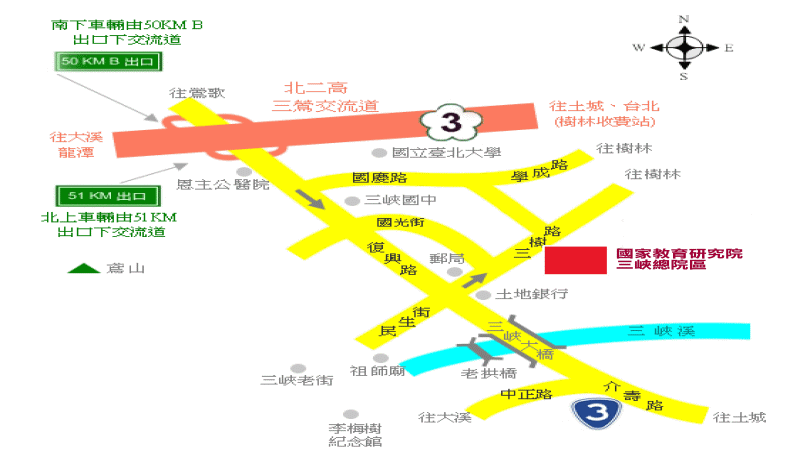 南下車輛由50KM B
出口下交流道
50 KM B 出口
N
W
E
S
往鶯歌
北二高
三鶯交流道
3
往土城、台北
(樹林收費站)
往大溪
龍潭
國立臺北大學
往樹林
往樹林
恩主公醫院
國慶路
學成路
51 KM 出口
北上車輛由51KM
出口下交流道
三峽國中
國光街
復興路
三樹路
郵局
國家教育研究院
三峽總院區
鳶山
土地銀行
民生街
三峽大橋
三峽溪
祖師廟
老拱橋
三峽老街
中正路
介壽路
3
往大溪
往土城
李梅樹
紀念館